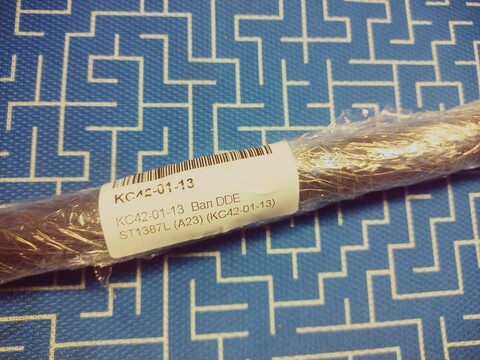 KC42-01-13
KC42-01-13 Вал DDE
ST1387L (A23) (KC42-01-13)